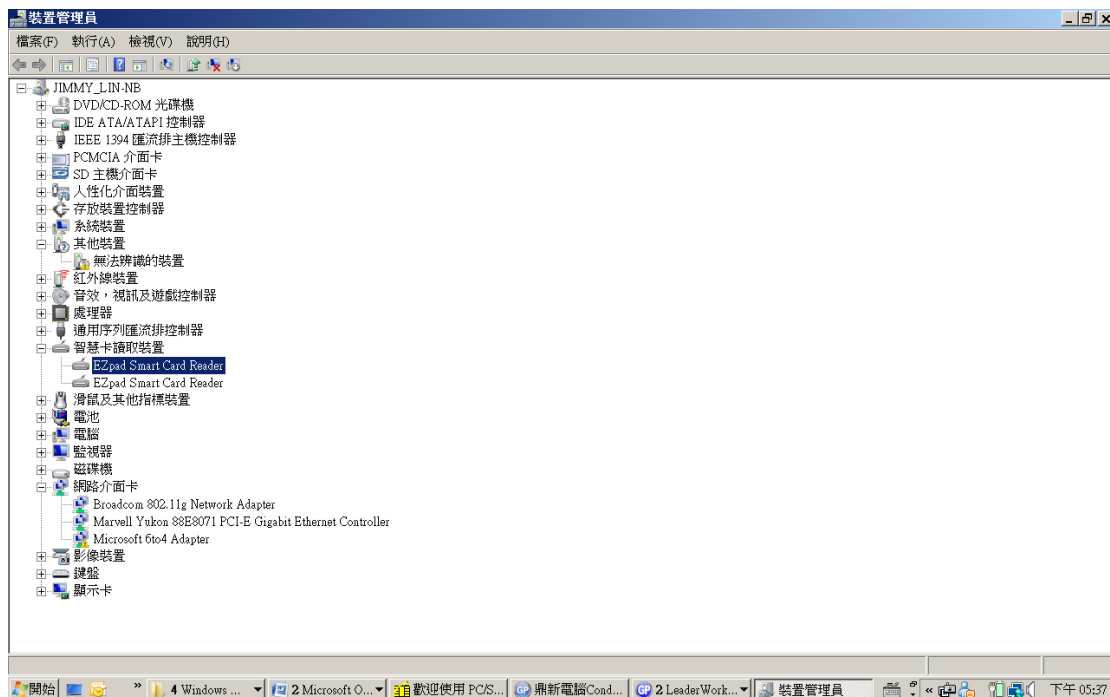 裝置管理員
檔案(F) 執行(A) 檢視(V) 說明(H)
JIMMY_LIN-NB
DVD/CD-ROM 光碟機
IDE ATA/ATAPI 控制器
IEEE 1394 匯流排主機控制器
PCMCIA 介面卡
SD 主機介面卡
人性化介面裝置
存放裝置控制器
系統裝置
其他裝置
無法辨識的裝置
紅外線裝置
音效，視訊及遊戲控制器
處理器
通用序列匯流排控制器
智慧卡讀取裝置
EZpad Smart Card Reader
EZpad Smart Card Reader
滑鼠及其他指標裝置
電池
電腦
監視器
磁碟機
網路介面卡
Broadcom 802.11g Network Adapter
Marvell Yukon 88E8071 PCI-E Gigabit Ethernet Controller
Microsoft 6to4 Adapter
影像裝置
鍵盤
顯示卡
開始 » 4 Windows ... 2 Microsoft O... 歡迎使用 PC/S... 鼎新電腦Cond... 2 LeaderWork... 裝置管理員 « 下午 05:37